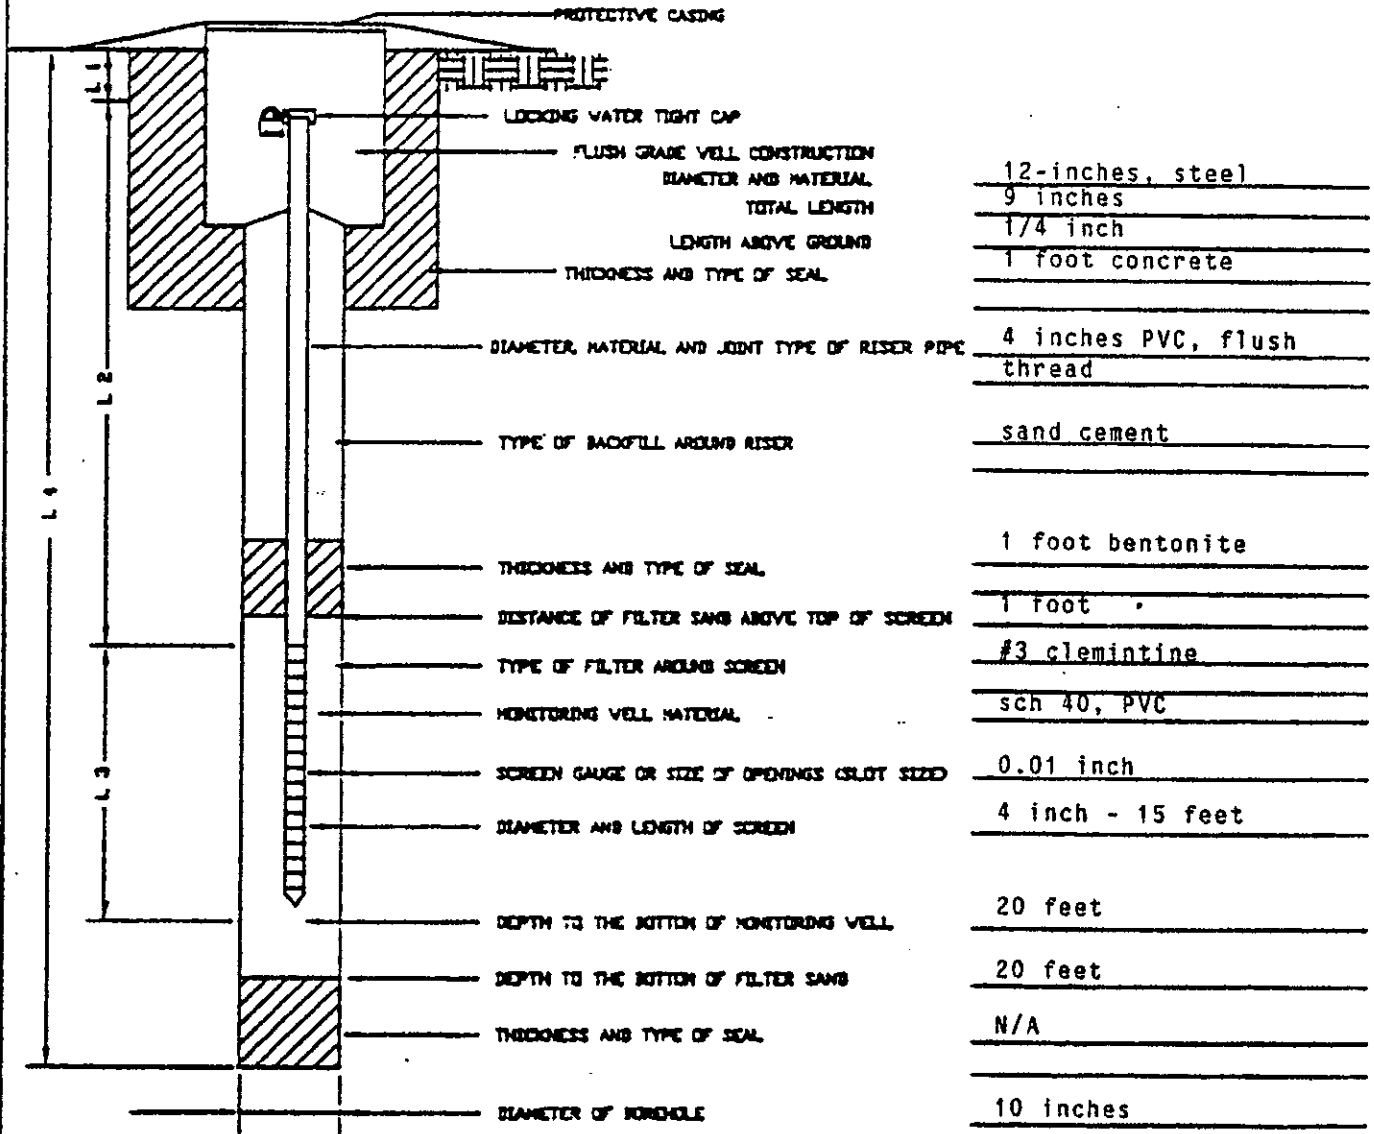 PROTECTIVE CASING
L 1
LOCKING WATER TIGHT CAP
FLUSH GRADE WELL CONSTRUCTION
DIAMETER AND MATERIAL 12-inches, steel
TOTAL LENGTH 9 inches
LENGTH ABOVE GROUND 1/4 inch
THICKNESS AND TYPE OF SEAL 1 foot concrete
DIAMETER, MATERIAL AND JOINT TYPE OF RISER PIPE 4 inches PVC, flush
thread
L 2
TYPE OF BACKFILL AROUND RISER sand cement
L 4
THICKNESS AND TYPE OF SEAL 1 foot bentonite
DISTANCE OF FILTER SAND ABOVE TOP OF SCREEN 1 foot
TYPE OF FILTER AROUND SCREEN #3 clemintine
MONITORING WELL MATERIAL sch 40, PVC
L 3
SCREEN GAUGE OR SIZE OF OPENINGS (SLOT SIZE) 0.01 inch
DIAMETER AND LENGTH OF SCREEN 4 inch - 15 feet
DEPTH TO THE BOTTOM OF MONITORING WELL 20 feet
DEPTH TO THE BOTTOM OF FILTER SAND 20 feet
THICKNESS AND TYPE OF SEAL N/A
DIAMETER OF BOREHOLE 10 inches